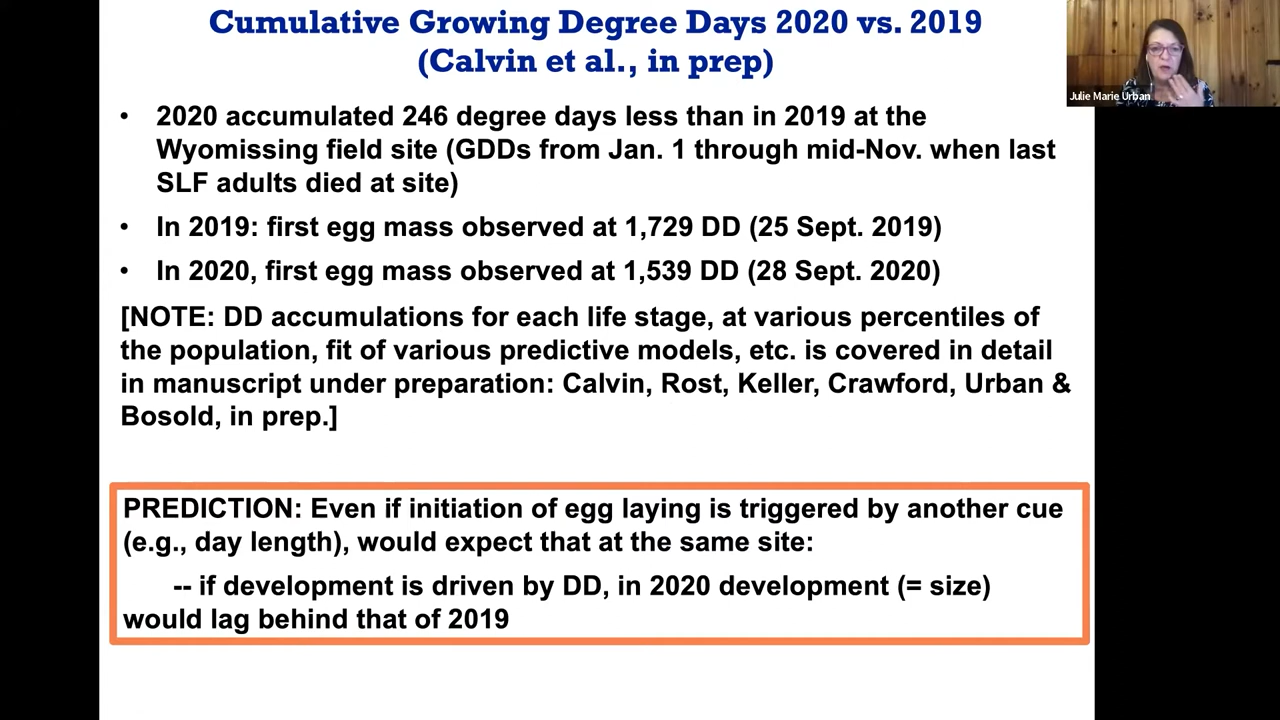 Cumulative Growing Degree Days 2020 vs. 2019
(Calvin et al., in prep)
Julie Marie Urban
• 2020 accumulated 246 degree days less than in 2019 at the
Wyomissing field site (GDDs from Jan. 1 through mid-Nov. when last
SLF adults died at site)
• In 2019: first egg mass observed at 1,729 DD (25 Sept. 2019)
• In 2020, first egg mass observed at 1,539 DD (28 Sept. 2020)
[NOTE: DD accumulations for each life stage, at various percentiles of
the population, fit of various predictive models, etc. is covered in detail
in manuscript under preparation: Calvin, Rost, Keller, Crawford, Urban &
Bosold, in prep.]
PREDICTION: Even if initiation of egg laying is triggered by another cue
(e.g., day length), would expect that at the same site:
-- if development is driven by DD, in 2020 development (= size)
would lag behind that of 2019